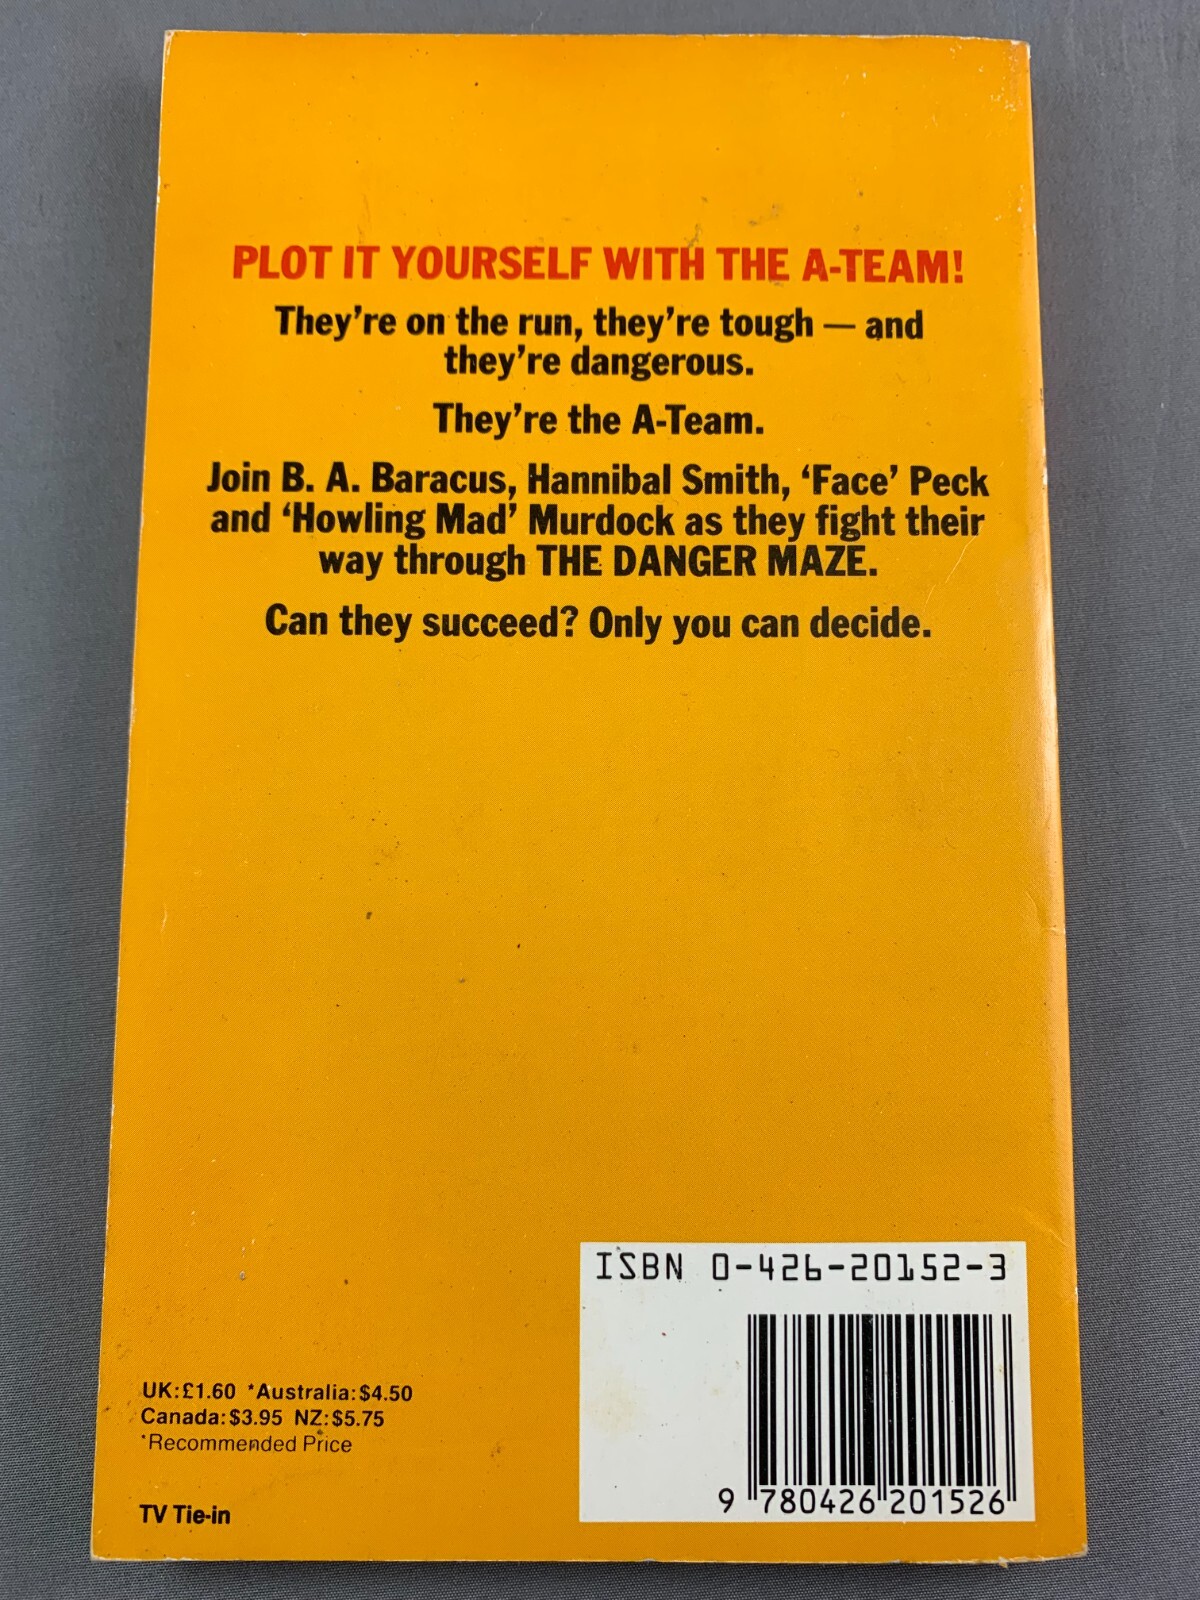 PLOT IT YOURSELF WITH THE A-TEAM!
They're on the run, they're tough — and
they're dangerous.
They're the A-Team.
Join B. A. Baracus, Hannibal Smith, ‘Face’ Peck
and ‘Howling Mad’ Murdock as they fight their
way through THE DANGER MAZE.
Can they succeed? Only you can decide.
ISBN 0-426-20152-3
9 780426 201526
UK:£1.60 *Australia:$4.50
Canada:$3.95 NZ:$5.75
*Recommended Price
TV Tie-in